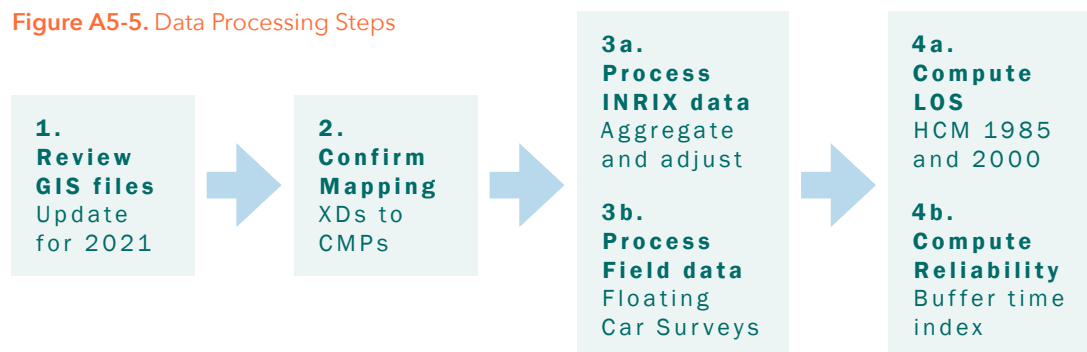 Figure A5-5. Data Processing Steps
1.
Review
GIS files
Update
for 2021
2.
Confirm
Mapping
XDs to
CMPs
3a.
Process
INRIX data
Aggregate
and adjust
3b.
Process
Field data
Floating
Car Surveys
4a.
Compute
LOS
HCM 1985
and 2000
4b.
Compute
Reliability
Buffer time
index